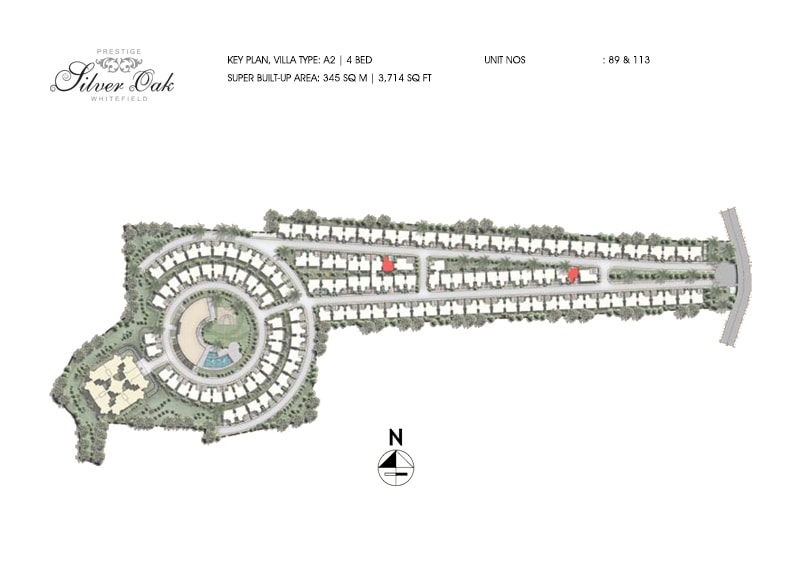 PRESTIGE
Silver Oak
WHITEFIELD
KEY PLAN, VILLA TYPE: A2 | 4 BED
SUPER BUILT-UP AREA: 345 SQ M | 3,714 SQ FT
UNIT NOS : 89 & 113
N